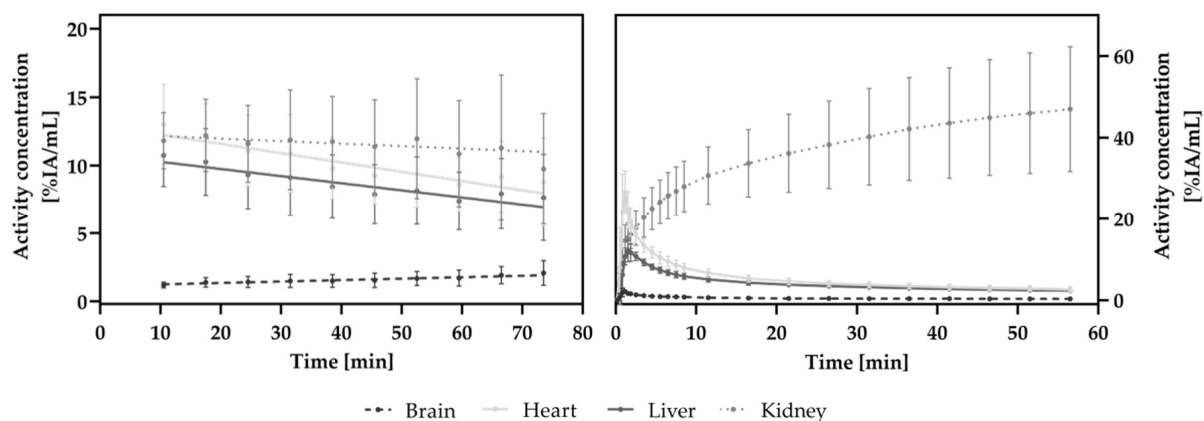 Activity concentration
[%IA/mL]
20
15
10
5
0
0 10 20 30 40 50 60 70 80
Time [min]
60
40
20
0
0 10 20 30 40 50 60
Time [min]
Activity concentration
[%IA/mL]
Brain Heart Liver Kidney